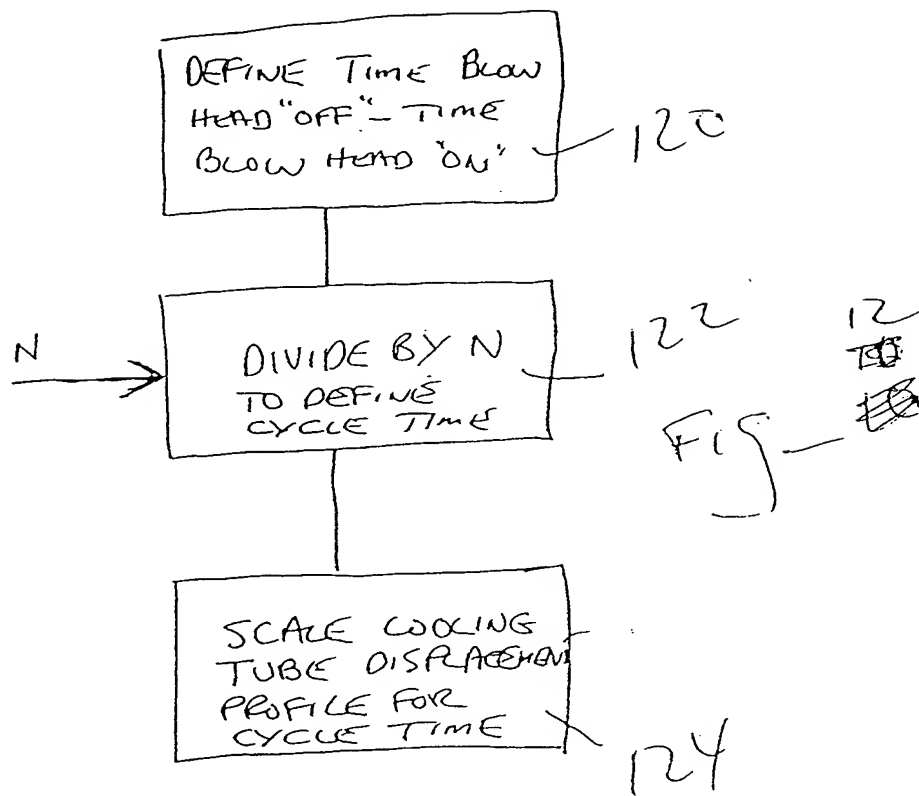 DEFINE TIME BLOW
HEAD "OFF" - TIME
BLOW HEAD "ON"
120
N
DIVIDE BY N
TO DEFINE
CYCLE TIME
122
Fig - 12
SCALE COOLING
TUBE DISPLACEMENT
PROFILE FOR
CYCLE TIME
124